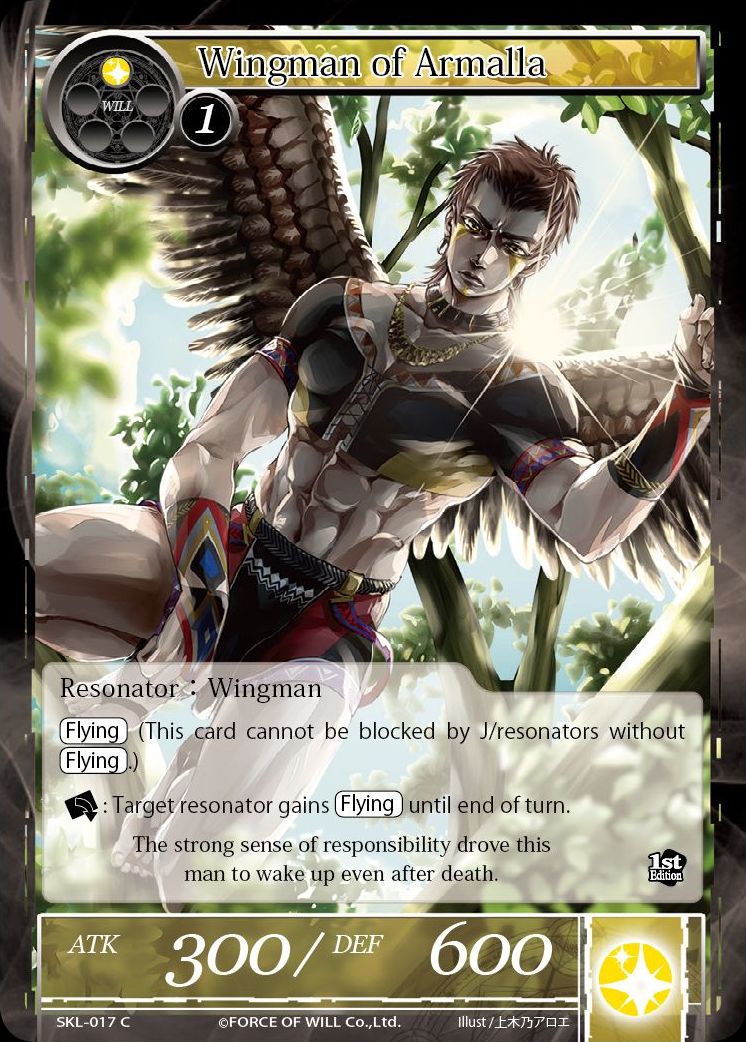 Wingman of Armalla
WILL
1
Resonator : Wingman
Flying (This card cannot be blocked by J/resonators without
Flying.)
: Target resonator gains Flying until end of turn.
The strong sense of responsibility drove this
man to wake up even after death.
1st
Edition
ATK 300 / DEF 600
SKL-017 C ©FORCE OF WILL Co.,Ltd. Illust/上木乃アロエ